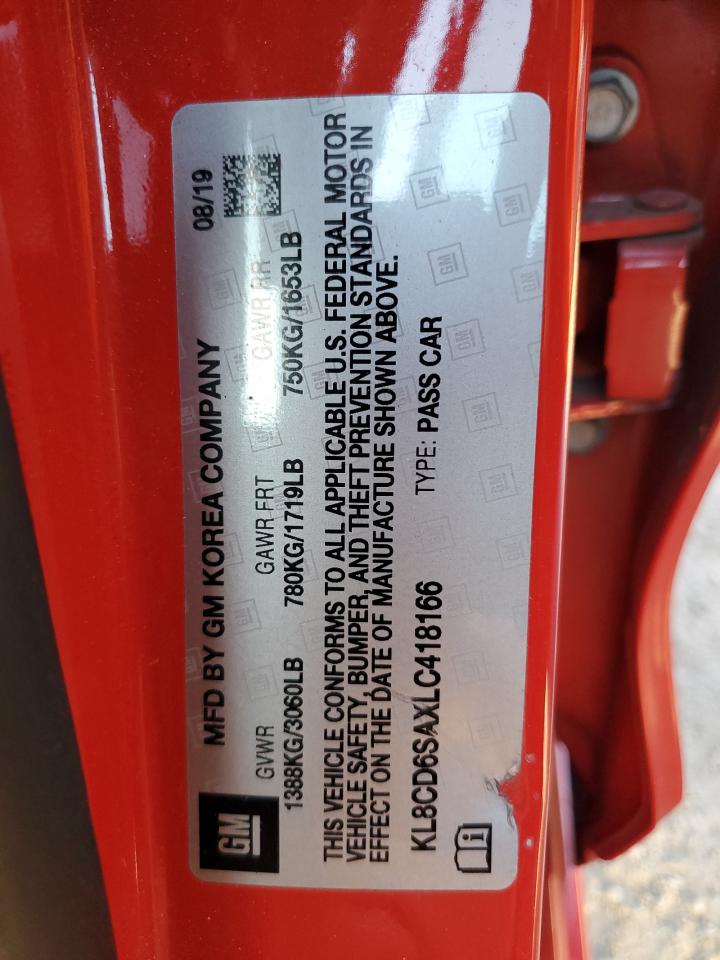 GM
MFD BY GM KOREA COMPANY 08/19
GVWR GAWR FRT GAWR RR
1388KG/3060LB 780KG/1719LB 750KG/1653LB
THIS VEHICLE CONFORMS TO ALL APPLICABLE U.S. FEDERAL MOTOR
VEHICLE SAFETY, BUMPER, AND THEFT PREVENTION STANDARDS IN
EFFECT ON THE DATE OF MANUFACTURE SHOWN ABOVE.
KL8CD6SAXLC418166 TYPE: PASS CAR